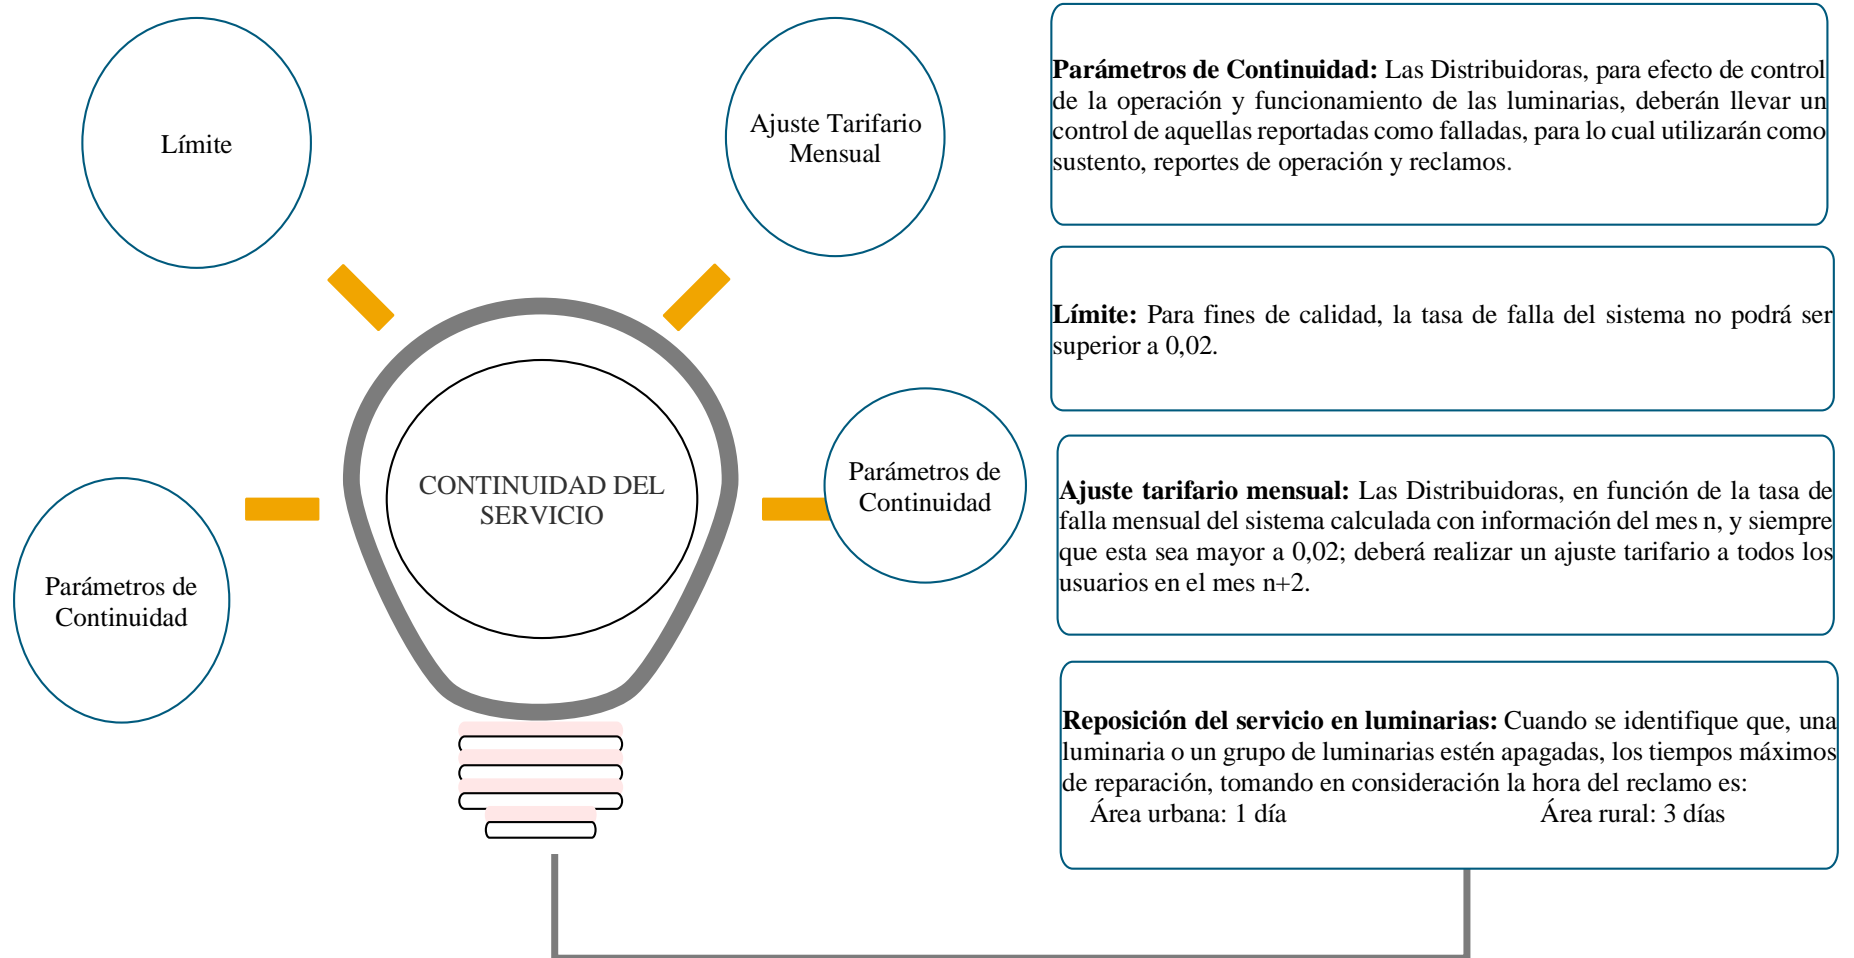 Límite
Ajuste Tarifario
Mensual
CONTINUIDAD DEL
SERVICIO
Parámetros de
Continuidad
Parámetros de
Continuidad
Parámetros de Continuidad: Las Distribuidoras, para efecto de control
de la operación y funcionamiento de las luminarias, deberán llevar un
control de aquellas reportadas como falladas, para lo cual utilizarán como
sustento, reportes de operación y reclamos.
Límite: Para fines de calidad, la tasa de falla del sistema no podrá ser
superior a 0,02.
Ajuste tarifario mensual: Las Distribuidoras, en función de la tasa de
falla mensual del sistema calculada con información del mes n, y siempre
que esta sea mayor a 0,02; deberá realizar un ajuste tarifario a todos los
usuarios en el mes n+2.
Reposición del servicio en luminarias: Cuando se identifique que, una
luminaria o un grupo de luminarias estén apagadas, los tiempos máximos
de reparación, tomando en consideración la hora del reclamo es:
Área urbana: 1 día Área rural: 3 días